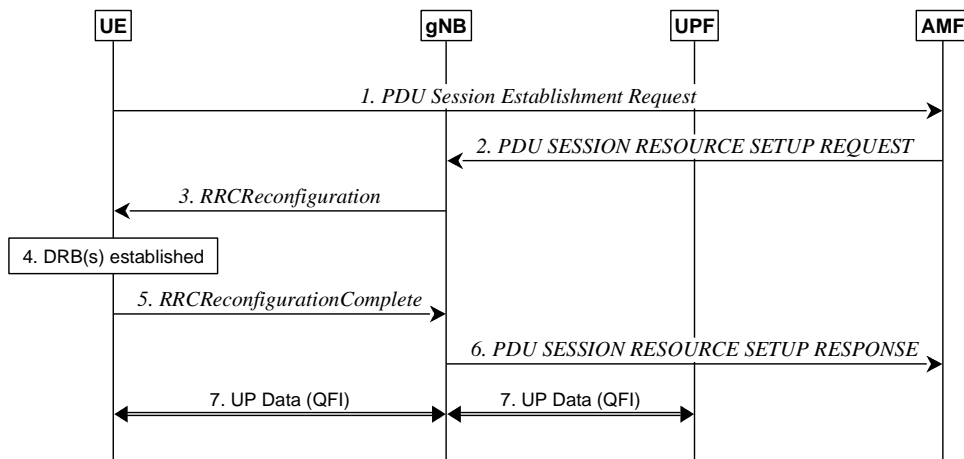 UE
gNB
UPF
AMF
1. PDU Session Establishment Request
2. PDU SESSION RESOURCE SETUP REQUEST
3. RRCReconfiguration
4. DRB(s) established
5. RRCReconfigurationComplete
6. PDU SESSION RESOURCE SETUP RESPONSE
7. UP Data (QFI)
7. UP Data (QFI)